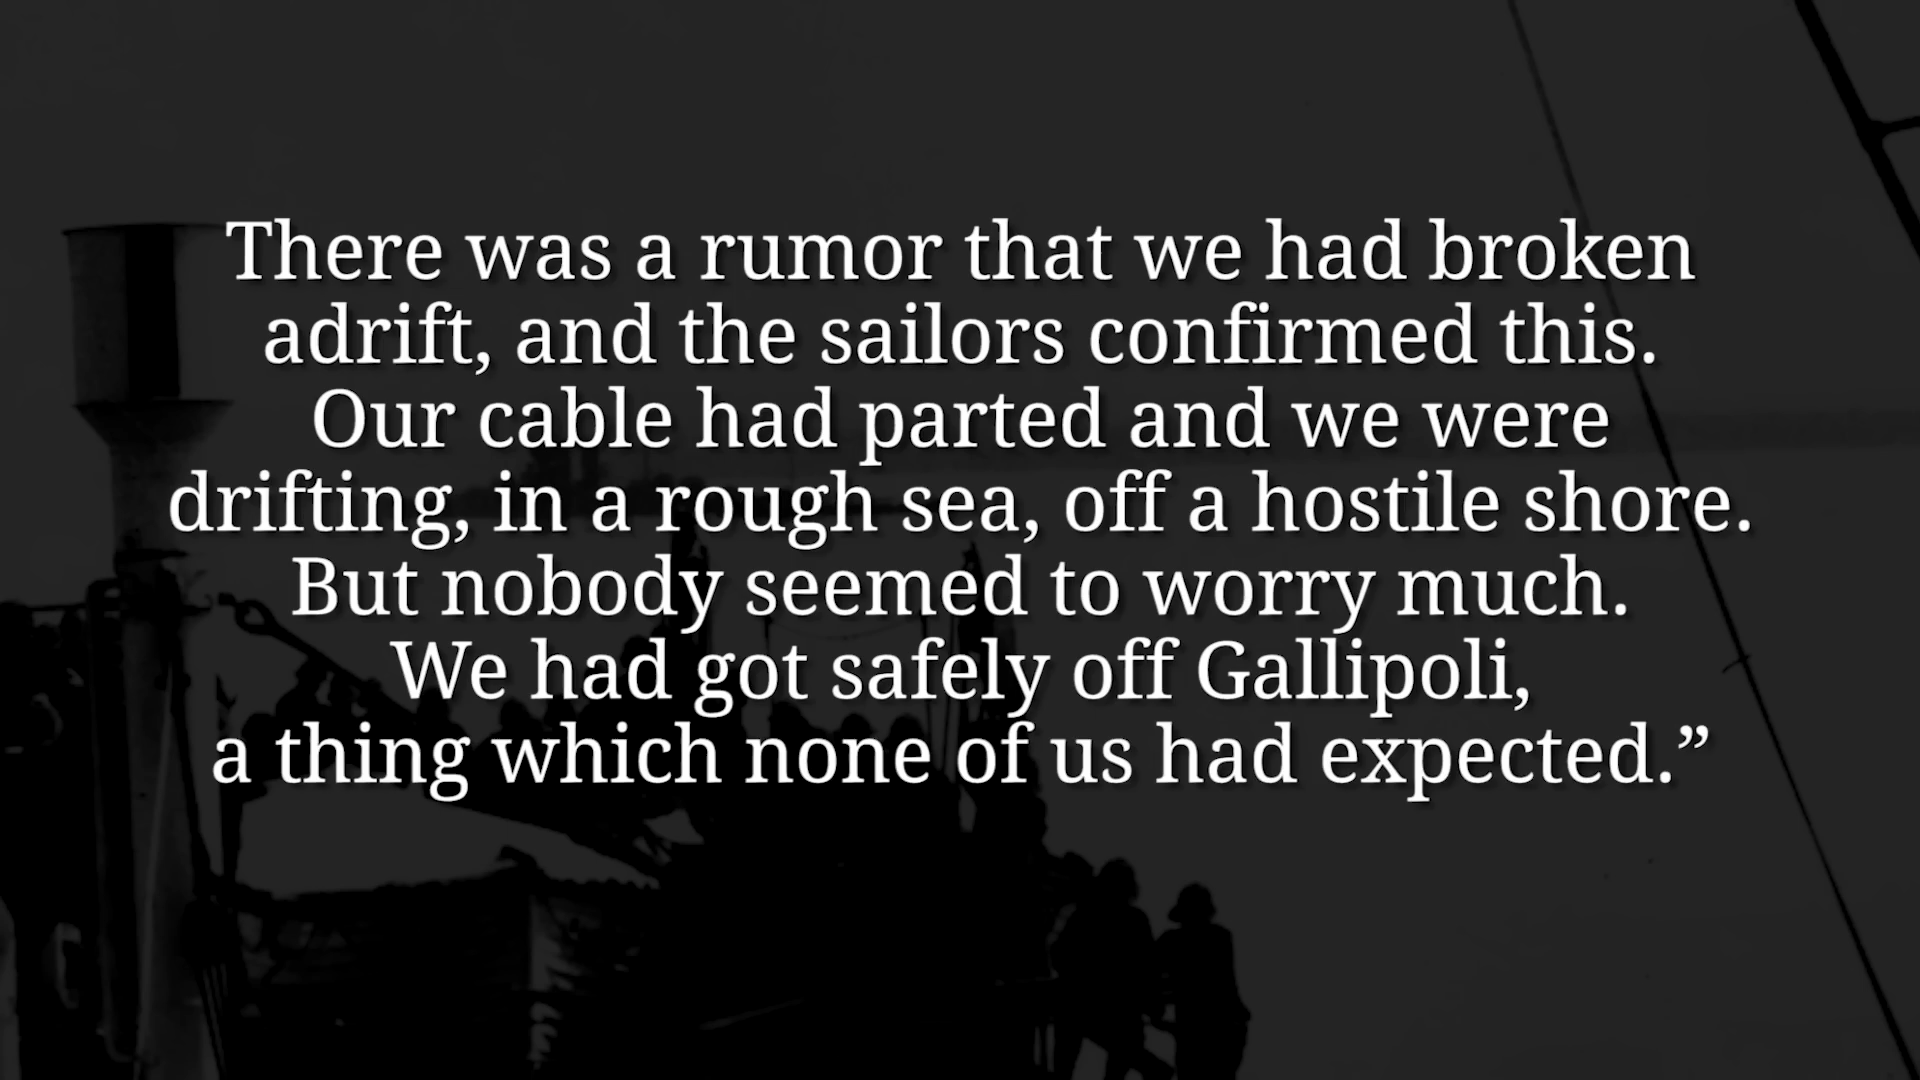 There was a rumor that we had broken
adrift, and the sailors confirmed this.
Our cable had parted and we were
drifting, in a rough sea, off a hostile shore.
But nobody seemed to worry much.
We had got safely off Gallipoli,
a thing which none of us had expected.”